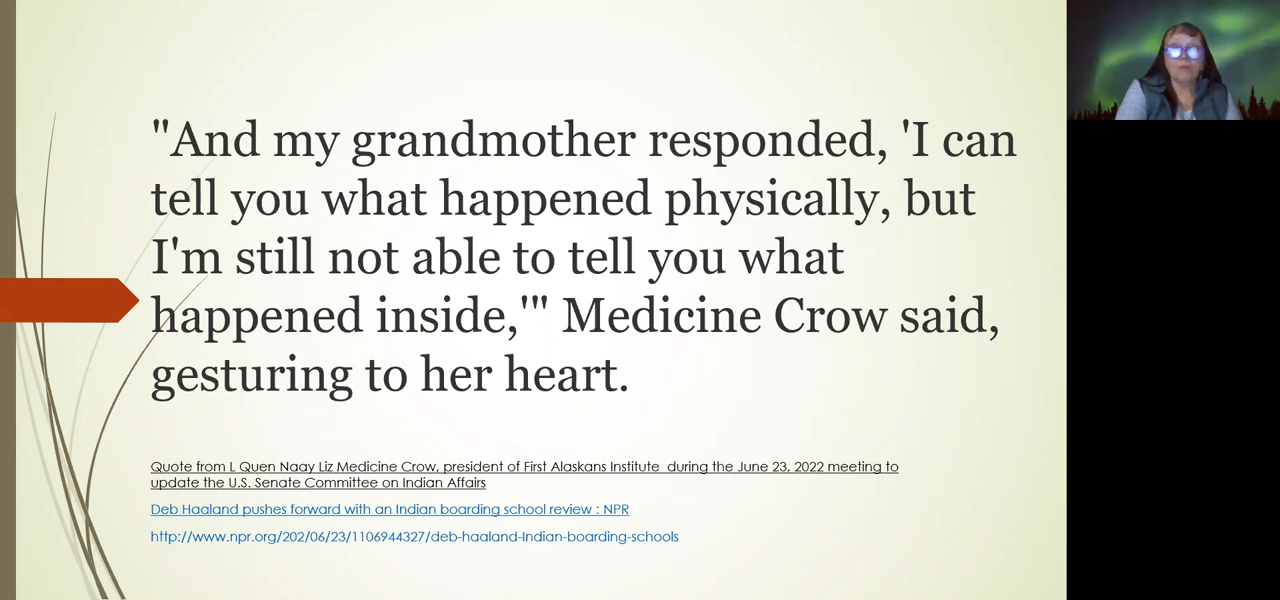 "And my grandmother responded, 'I can
tell you what happened physically, but
I'm still not able to tell you what
happened inside,'" Medicine Crow said,
gesturing to her heart.
Quote from L Quen Naay Liz Medicine Crow, president of First Alaskans Institute  during the June 23, 2022 meeting to
update the U.S. Senate Committee on Indian Affairs
Deb Haaland pushes forward with an Indian boarding school review : NPR
http://www.npr.org/202/06/23/1106944327/deb-haaland-Indian-boarding-schools